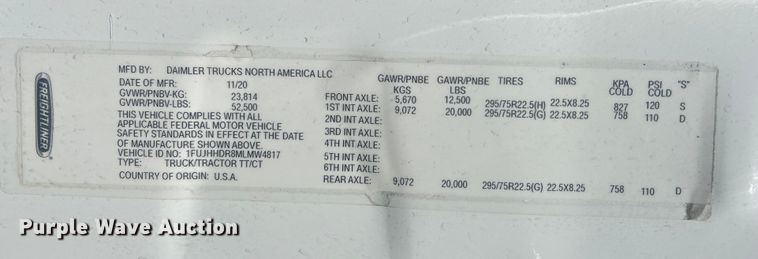 FREIGHTLINER
MFD BY: DAIMLER TRUCKS NORTH AMERICA LLC
DATE OF MFR: 11/20
GVWR/PNBV-KG: 23,814
GVWR/PNBV-LBS: 52,500
THIS VEHICLE COMPLIES WITH ALL
APPLICABLE FEDERAL MOTOR VEHICLE
SAFETY STANDARDS IN EFFECT AT THE DATE
OF MANUFACTURE SHOWN ABOVE.
VEHICLE ID NO: 1FUJHHDR8MLMW4817
TYPE: TRUCK/TRACTOR TT/CT
COUNTRY OF ORIGIN: U.S.A.
GAWR/PNBE KGS GAWR/PNBE LBS TIRES RIMS KPA COLD PSI COLD "S"
FRONT AXLE: 5,670 12,500 295/75R22.5(H) 22.5X8.25 827 120 S
1ST INT AXLE: 9,072 20,000 295/75R22.5(G) 22.5X8.25 758 110 D
2ND INT AXLE:
3RD INT AXLE:
4TH INT AXLE:
5TH INT AXLE:
6TH INT AXLE:
REAR AXLE: 9,072 20,000 295/75R22.5(G) 22.5X8.25 758 110 D
Purple Wave Auction